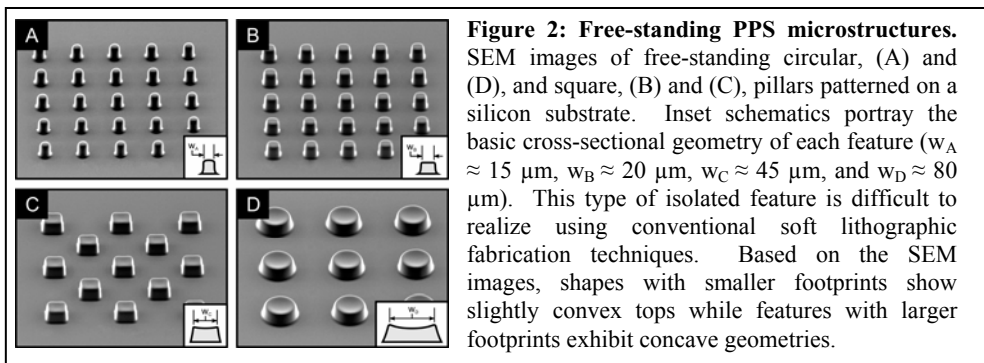 A
B
Figure 2: Free-standing PPS microstructures.
SEM images of free-standing circular, (A) and
(D), and square, (B) and (C), pillars patterned on a
silicon substrate. Inset schematics portray the
basic cross-sectional geometry of each feature (wA
≈ 15 µm, wB ≈ 20 µm, wC ≈ 45 µm, and wD ≈ 80
µm). This type of isolated feature is difficult to
realize using conventional soft lithographic
fabrication techniques. Based on the SEM
images, shapes with smaller footprints show
slightly convex tops while features with larger
footprints exhibit concave geometries.
wA
C
D